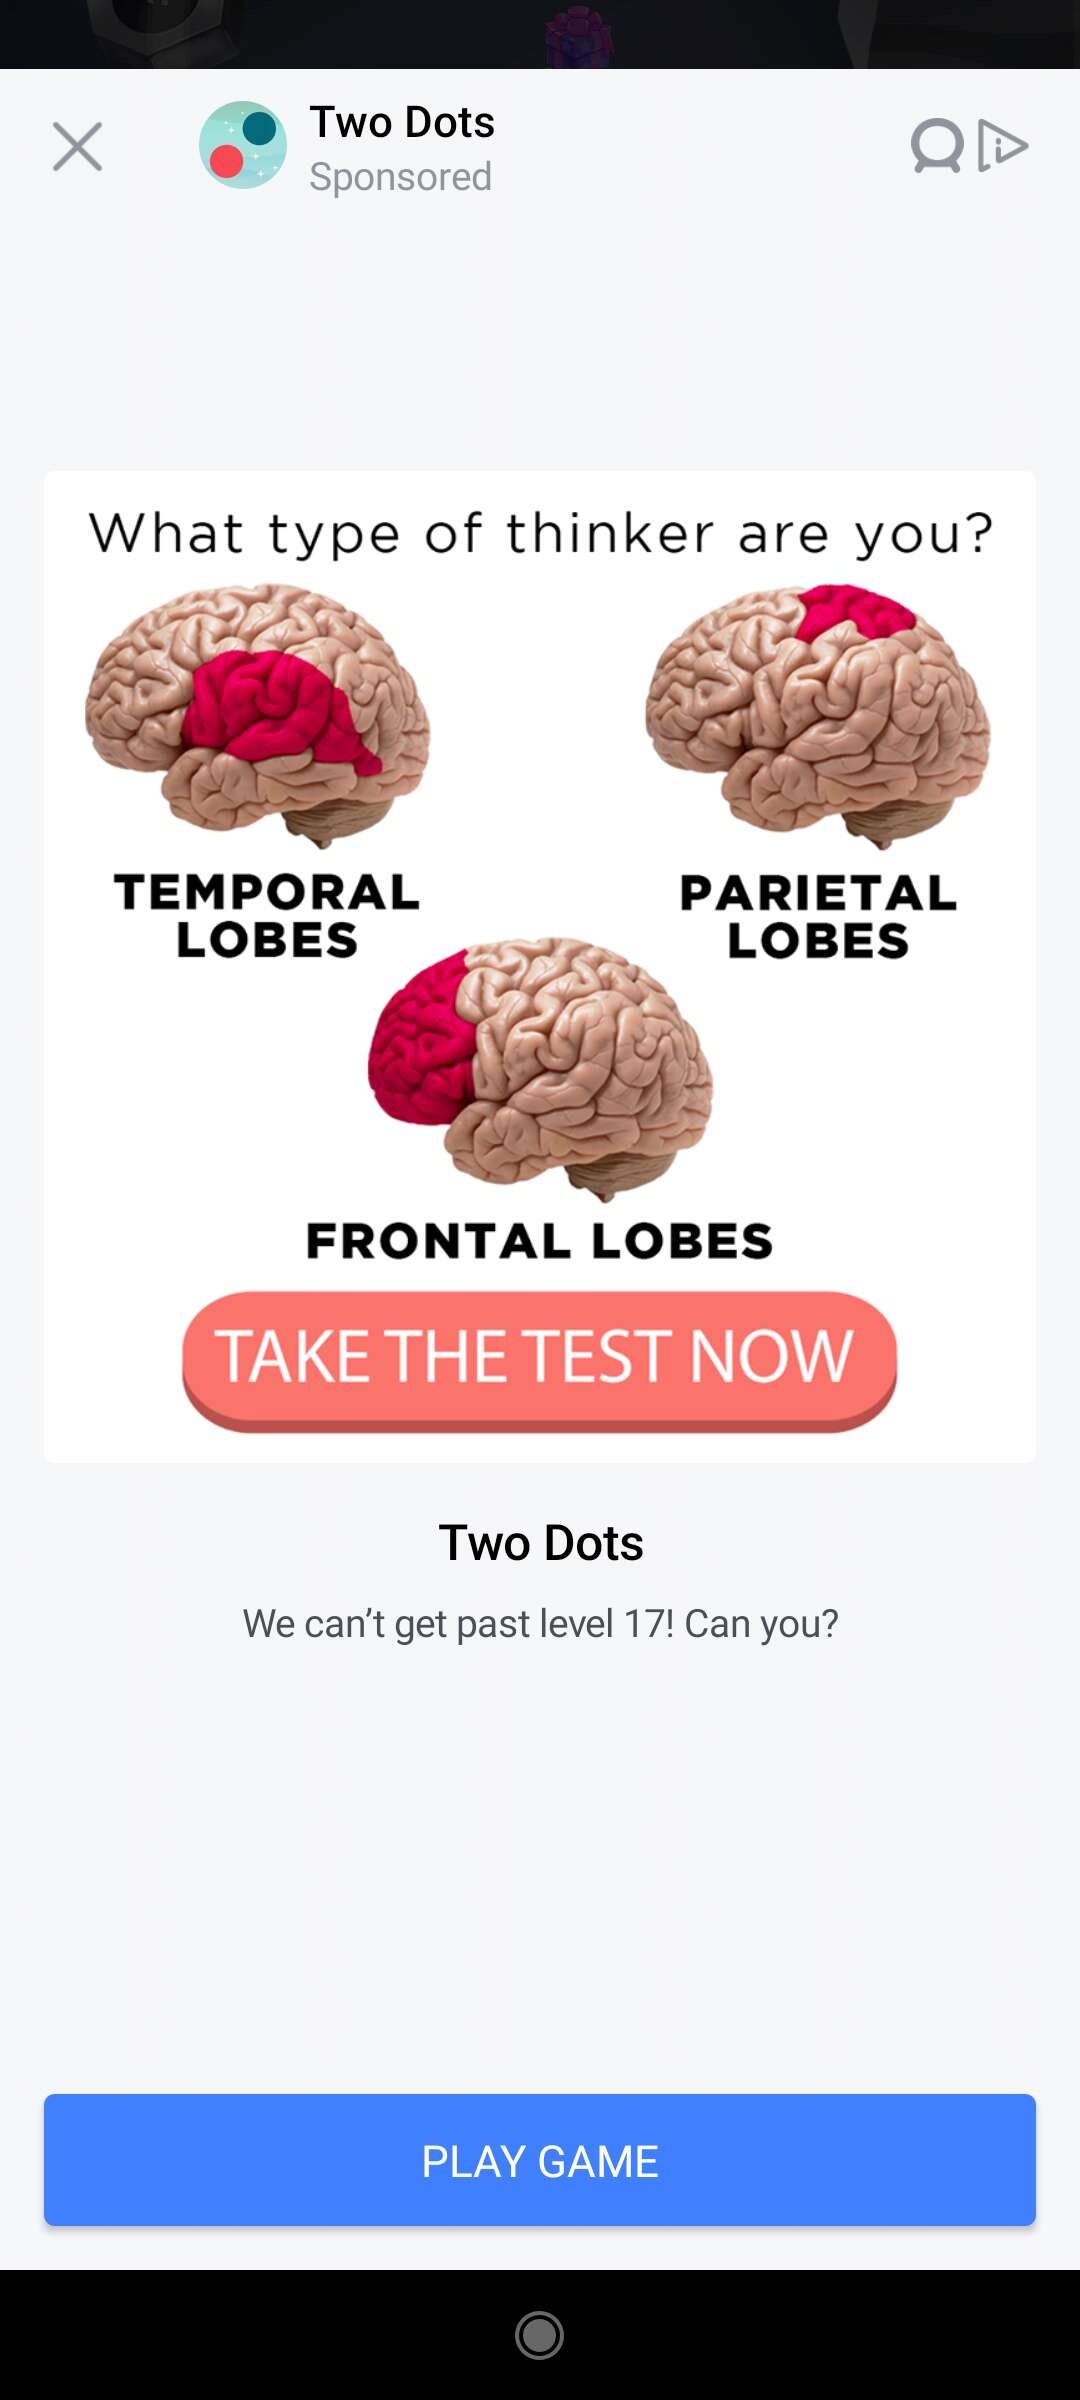 Two Dots
Sponsored
What type of thinker are you?
TEMPORAL
LOBES
PARIETAL
LOBES
FRONTAL LOBES
TAKE THE TEST NOW
Two Dots
We can’t get past level 17! Can you?
PLAY GAME